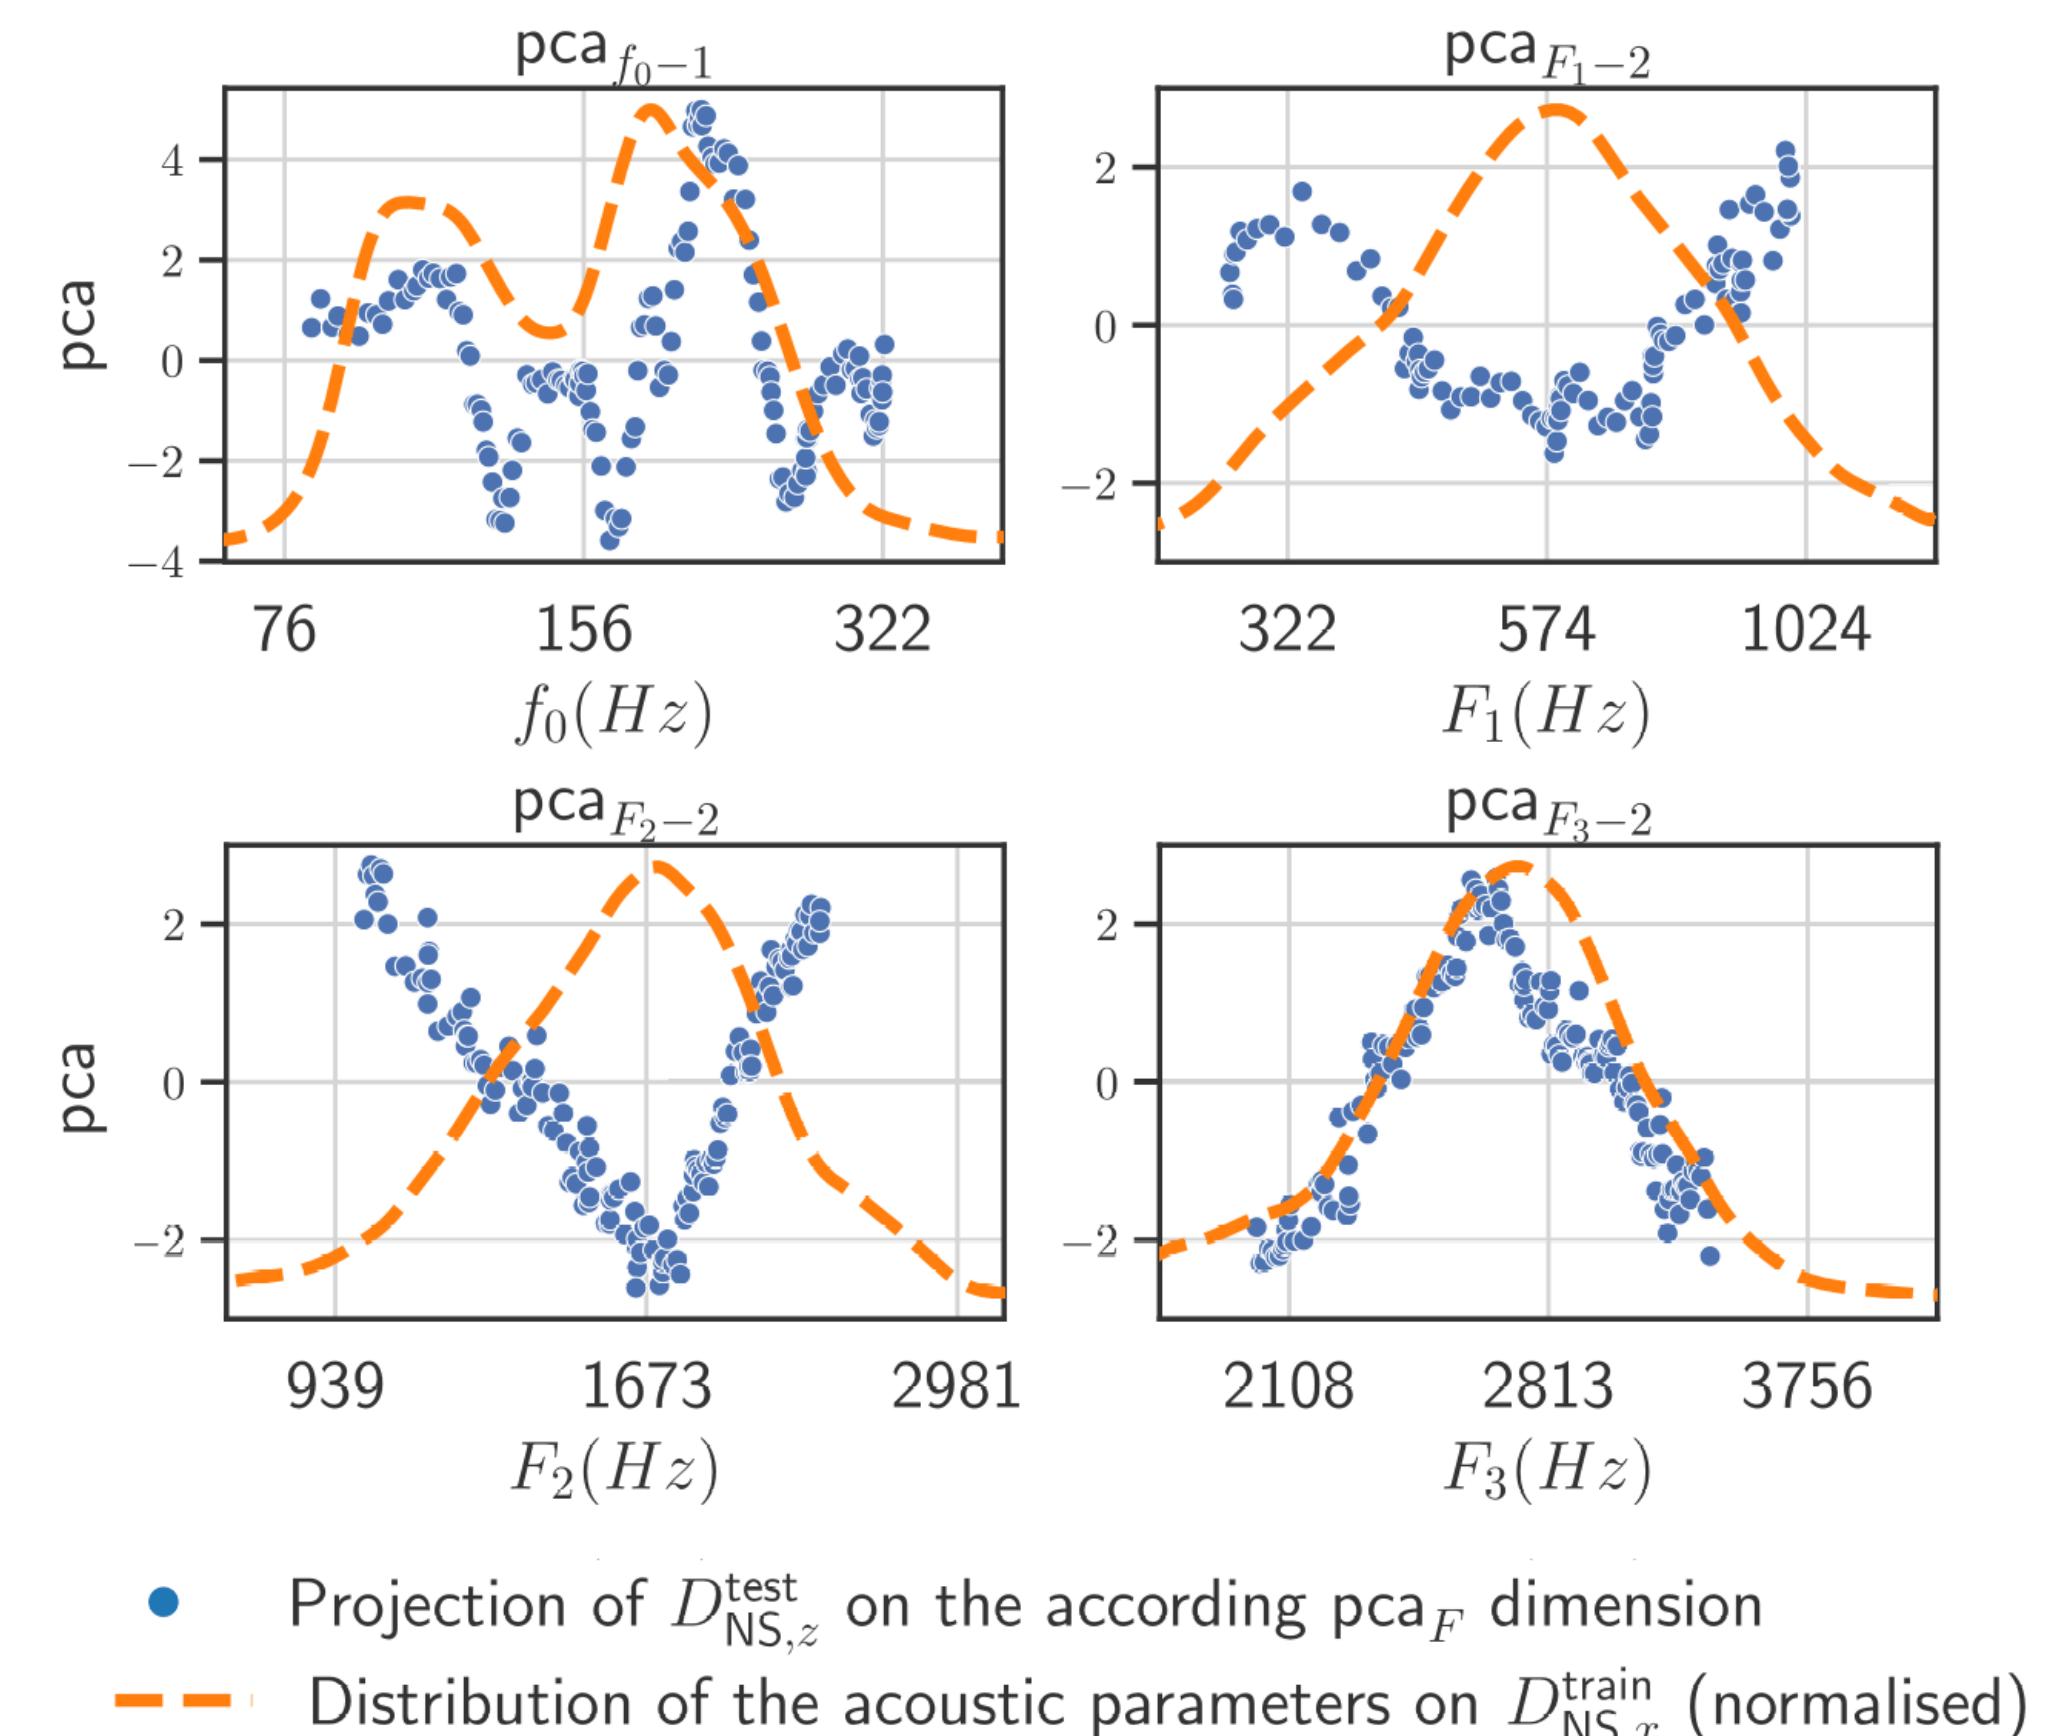 pca_{f_0-1} pca_{F_1-2}
pca
4
2
0
−2
−4
2
0
−2
76 156 322
322 574 1024
f_0(Hz) F_1(Hz)
pca_{F_2-2} pca_{F_3-2}
pca
2
0
−2
2
0
−2
939 1673 2981
2108 2813 3756
F_2(Hz) F_3(Hz)
Projection of D^{test}_{NS,z} on the according pca_F dimension
Distribution of the acoustic parameters on D^{train}_{NS,x} (normalised)